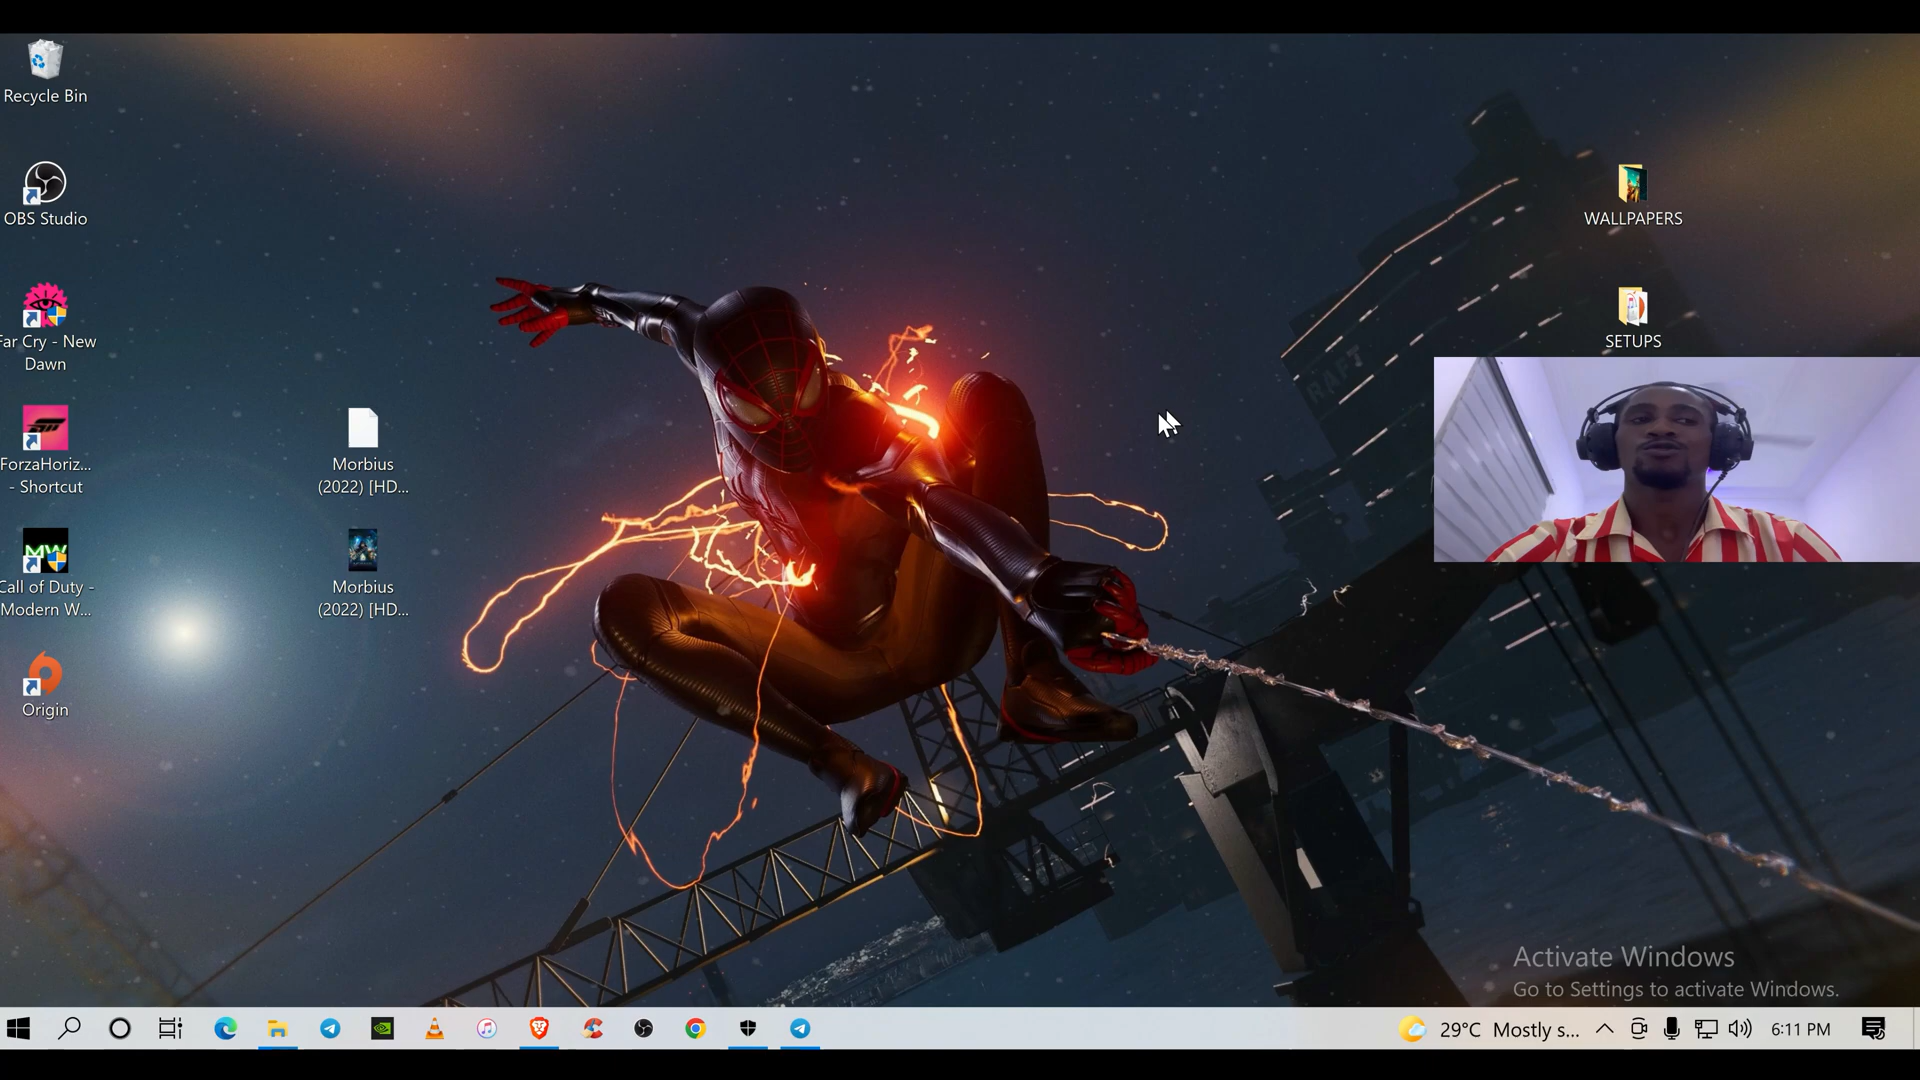 Recycle Bin
OBS Studio
Far Cry - New
Dawn
ForzaHoriz...
- Shortcut
MW
Call of Duty -
Modern W...
Origin
Morbius
(2022) [HD...
Morbius
(2022) [HD...
WALLPAPERS
SETUPS
Activate Windows
Go to Settings to activate Windows.
29°C Mostly s...
6:11 PM